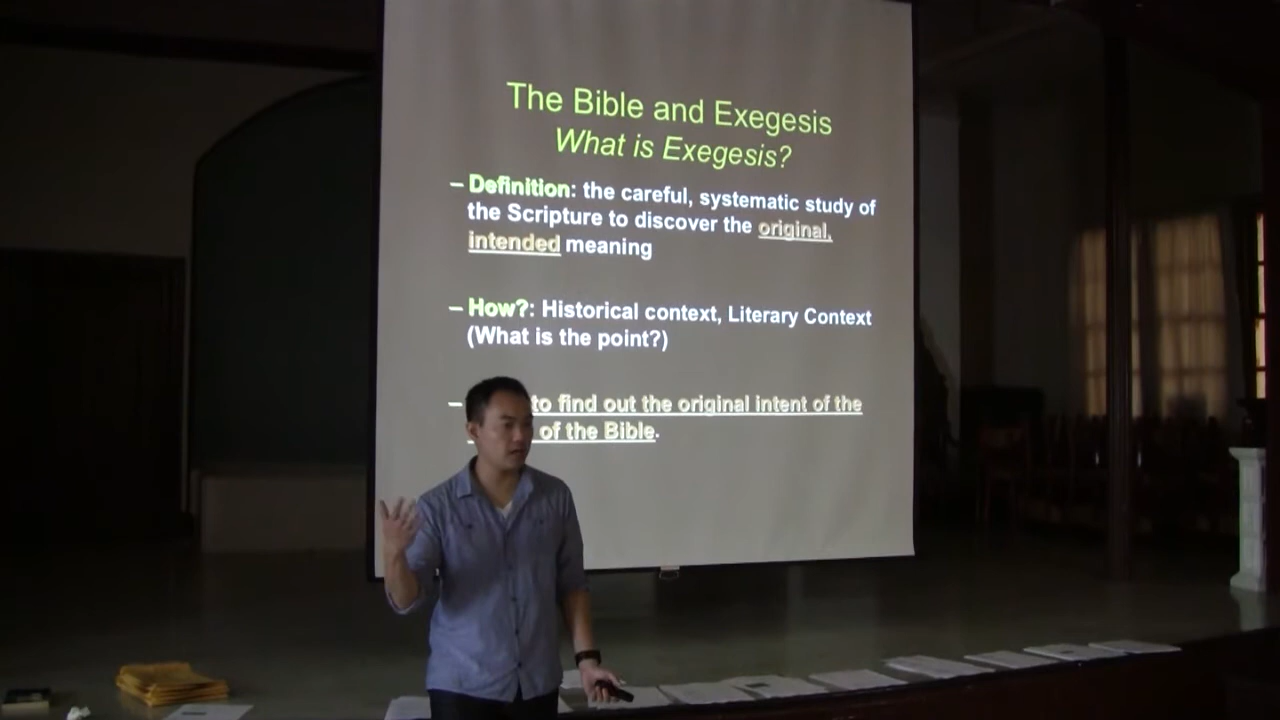 The Bible and Exegesis
What is Exegesis?
– Definition: the careful, systematic study of
the Scripture to discover the original,
intended meaning
– How?: Historical context, Literary Context
(What is the point?)
– to find out the original intent of the
of the Bible.